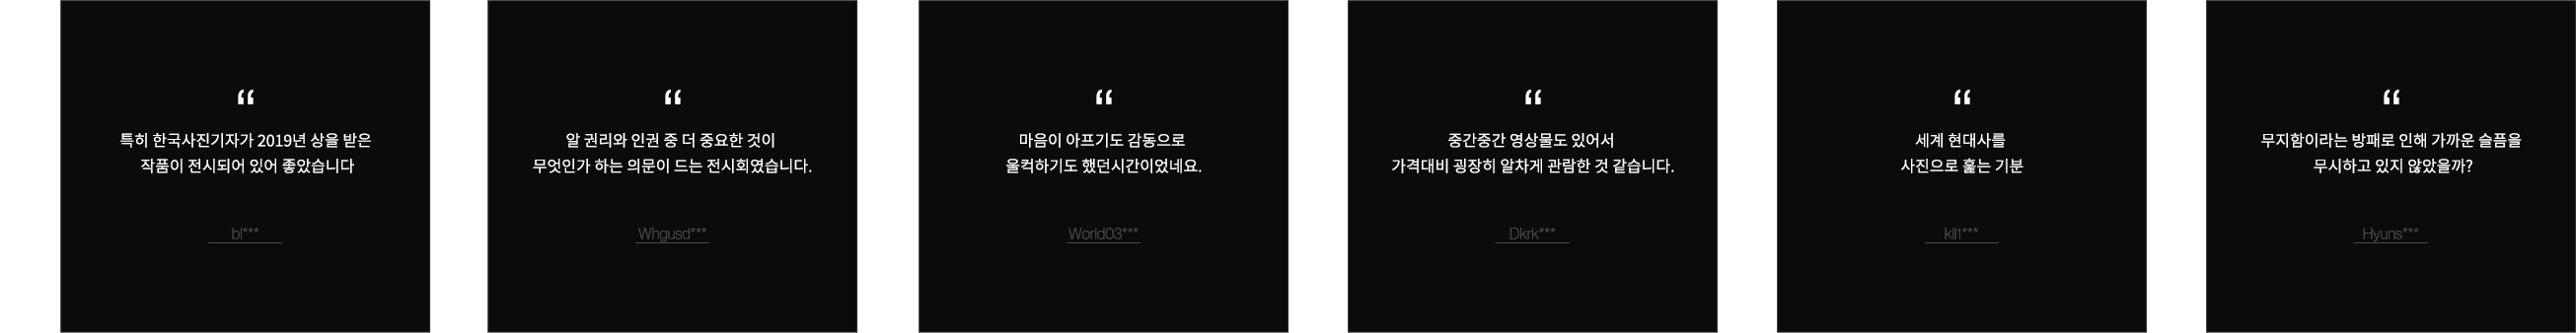 “
특히 한국사진기자가 2019년 상을 받은
작품이 전시되어 있어 좋았습니다
bl***
“
알 권리와 인권 중 더 중요한 것이
무엇인가 하는 의문이 드는 전시회였습니다.
Whgusd***
“
마음이 아프기도 감동으로
울컥하기도 했던시간이었네요.
World03***
“
중간중간 영상물도 있어서
가격대비 굉장히 알차게 관람한 것 같습니다.
Dkrk***
“
세계 현대사를
사진으로 훑는 기분
“
무지함이라는 방패로 인해 가까운 슬픔을
무시하고 있지 않았을까?
Hyuns***